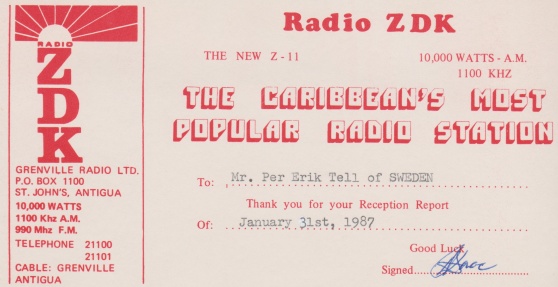 RADIO
ZDK
GRENVILLE RADIO LTD.
P.O. BOX 1100
ST. JOHN'S, ANTIGUA
10,000 WATTS
1100 Khz A.M.
990 Mhz F.M.
TELEPHONE 21100
21101
CABLE: GRENVILLE
ANTIGUA
Radio ZDK
THE NEW Z-11
10,000 WATTS - A.M.
1100 KHZ
THE CARIBBEAN'S MOST
POPULAR RADIO STATION
To: Mr. Per Erik Tell of SWEDEN
Thank you for your Reception Report
Of: January 31st, 1987
Good Luck
Signed